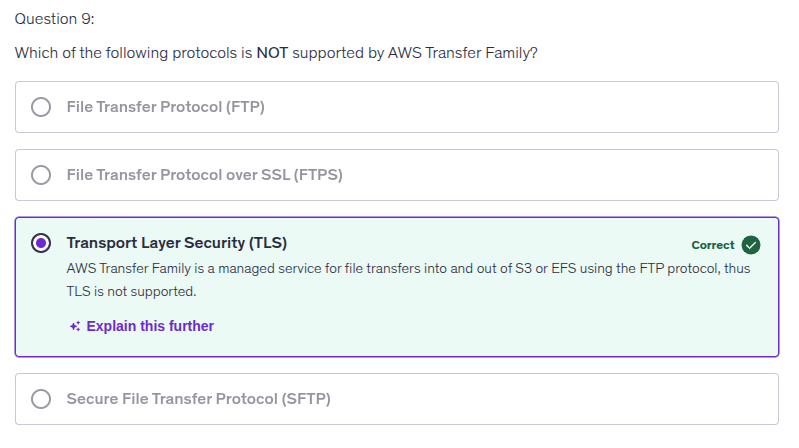 Question 9:
Which of the following protocols is NOT supported by AWS Transfer Family?
File Transfer Protocol (FTP)
File Transfer Protocol over SSL (FTPS)
Transport Layer Security (TLS)
Correct
AWS Transfer Family is a managed service for file transfers into and out of S3 or EFS using the FTP protocol, thus
TLS is not supported.
Explain this further
Secure File Transfer Protocol (SFTP)